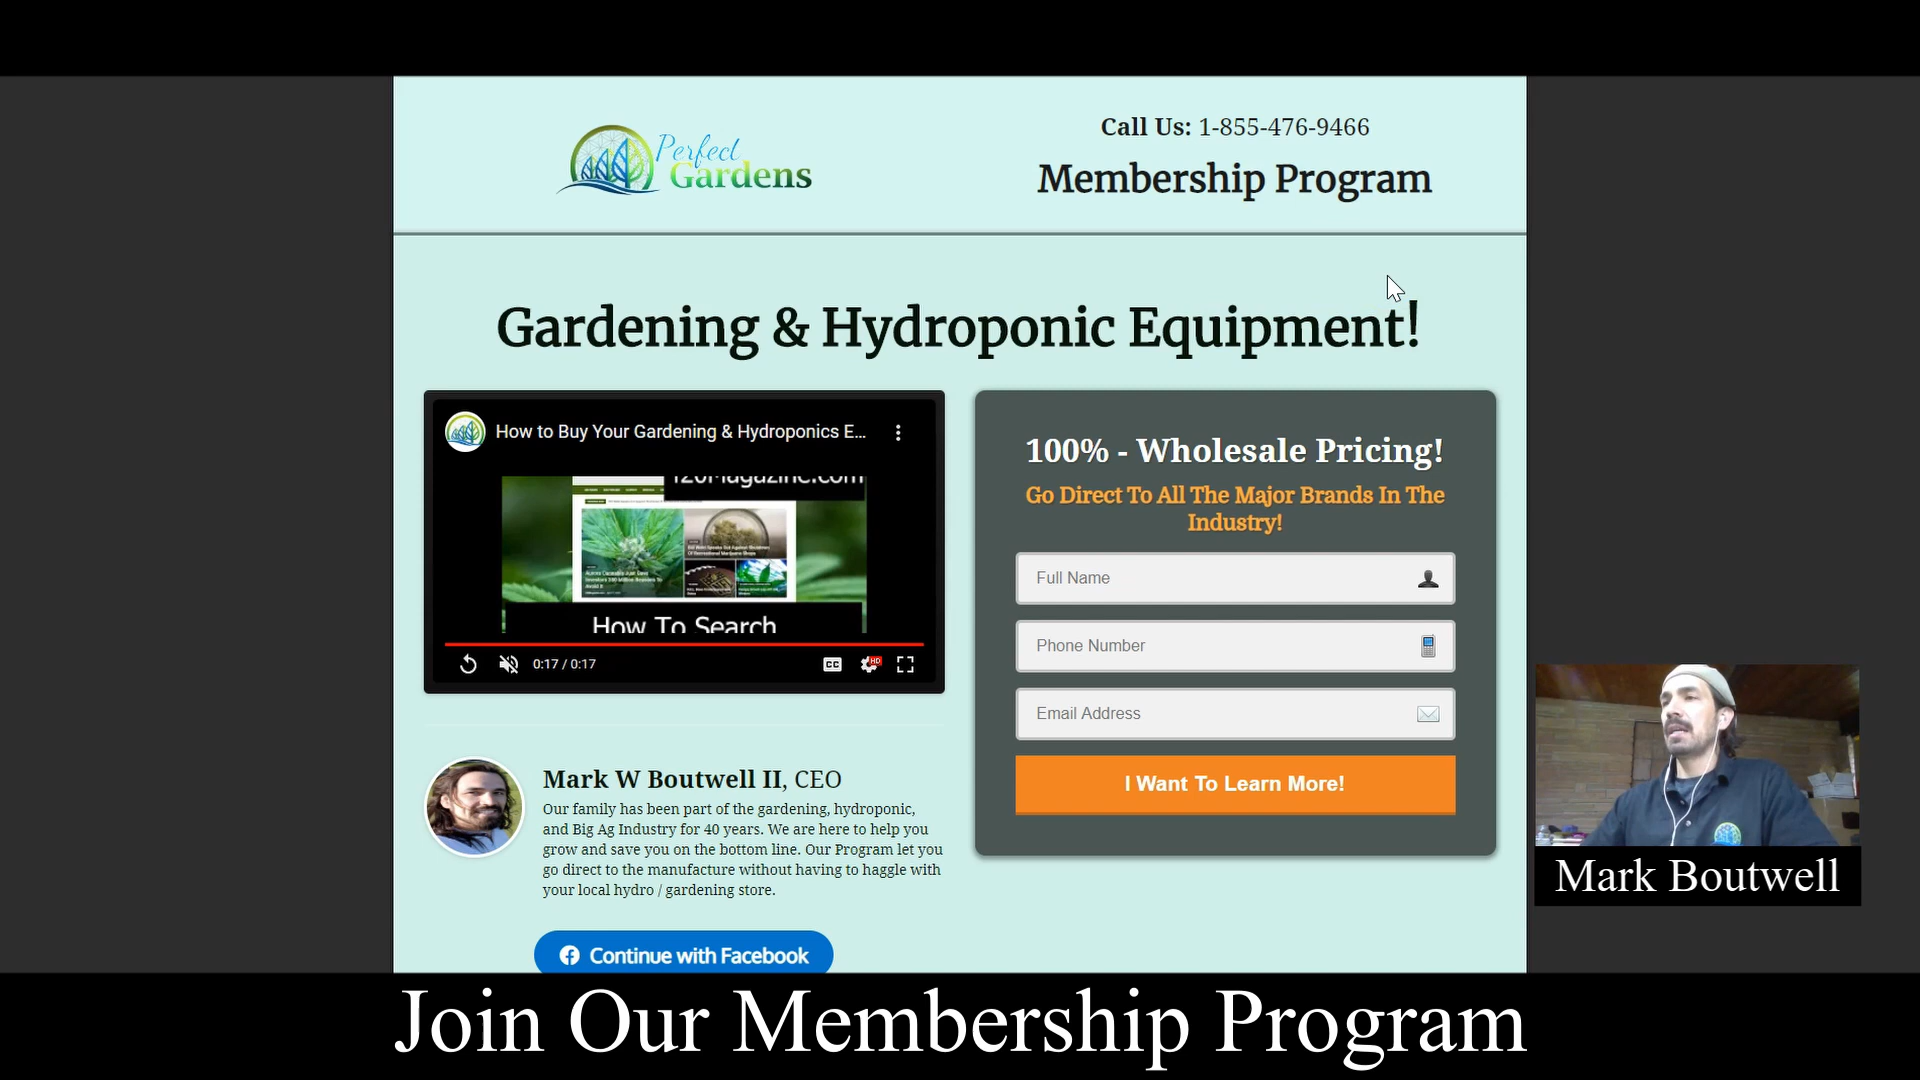 Perfect
Gardens
Call Us: 1-855-476-9466
Membership Program
Gardening & Hydroponic Equipment!
How to Buy Your Gardening & Hydroponics E...
420Magazine.com
How To Search
0:17 / 0:17
CC
HD
100% - Wholesale Pricing!
Go Direct To All The Major Brands In The
Industry!
Full Name
Phone Number
Email Address
I Want To Learn More!
Mark W Boutwell II, CEO
Our family has been part of the gardening, hydroponic,
and Big Ag Industry for 40 years. We are here to help you
grow and save you on the bottom line. Our Program let you
go direct to the manufacture without having to haggle with
your local hydro / gardening store.
Continue with Facebook
Mark Boutwell
Join Our Membership Program